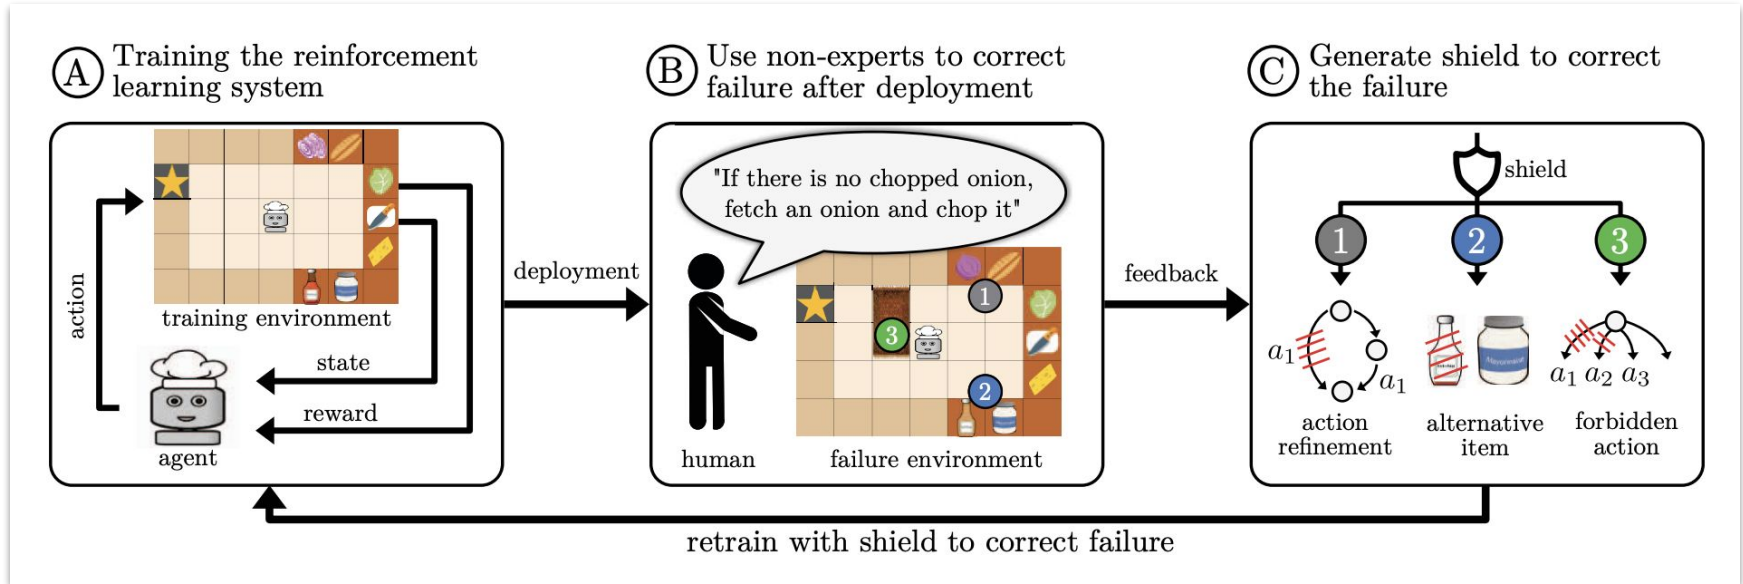 A
Training the reinforcement
learning system
action
training environment
state
reward
agent
deployment
B
Use non-experts to correct
failure after deployment
"If there is no chopped onion,
fetch an onion and chop it"
1
3
2
human
failure environment
feedback
C
Generate shield to correct
the failure
shield
1
2
3
a₁
a₁
Mayonnaise
a₁ a₂ a₃
action
refinement
alternative
item
forbidden
action
retrain with shield to correct failure